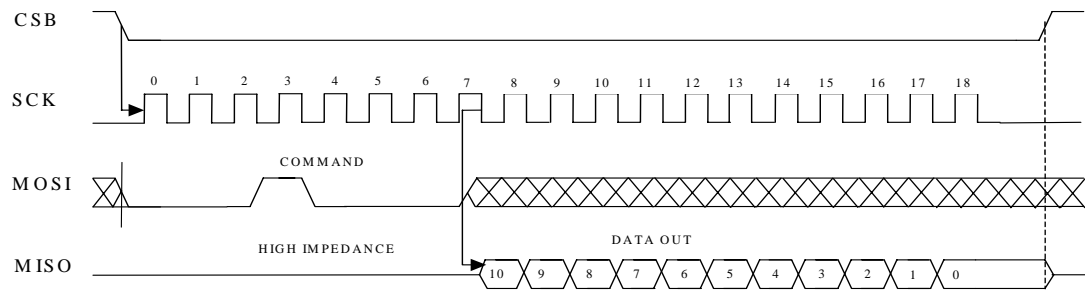 CSB
0 1 2 3 4 5 6 7 8 9 10 11 12 13 14 15 16 17 18
SCK
COMMAND
MOSI
HIGH IMPEDANCE DATA OUT
MISO 10 9 8 7 6 5 4 3 2 1 0